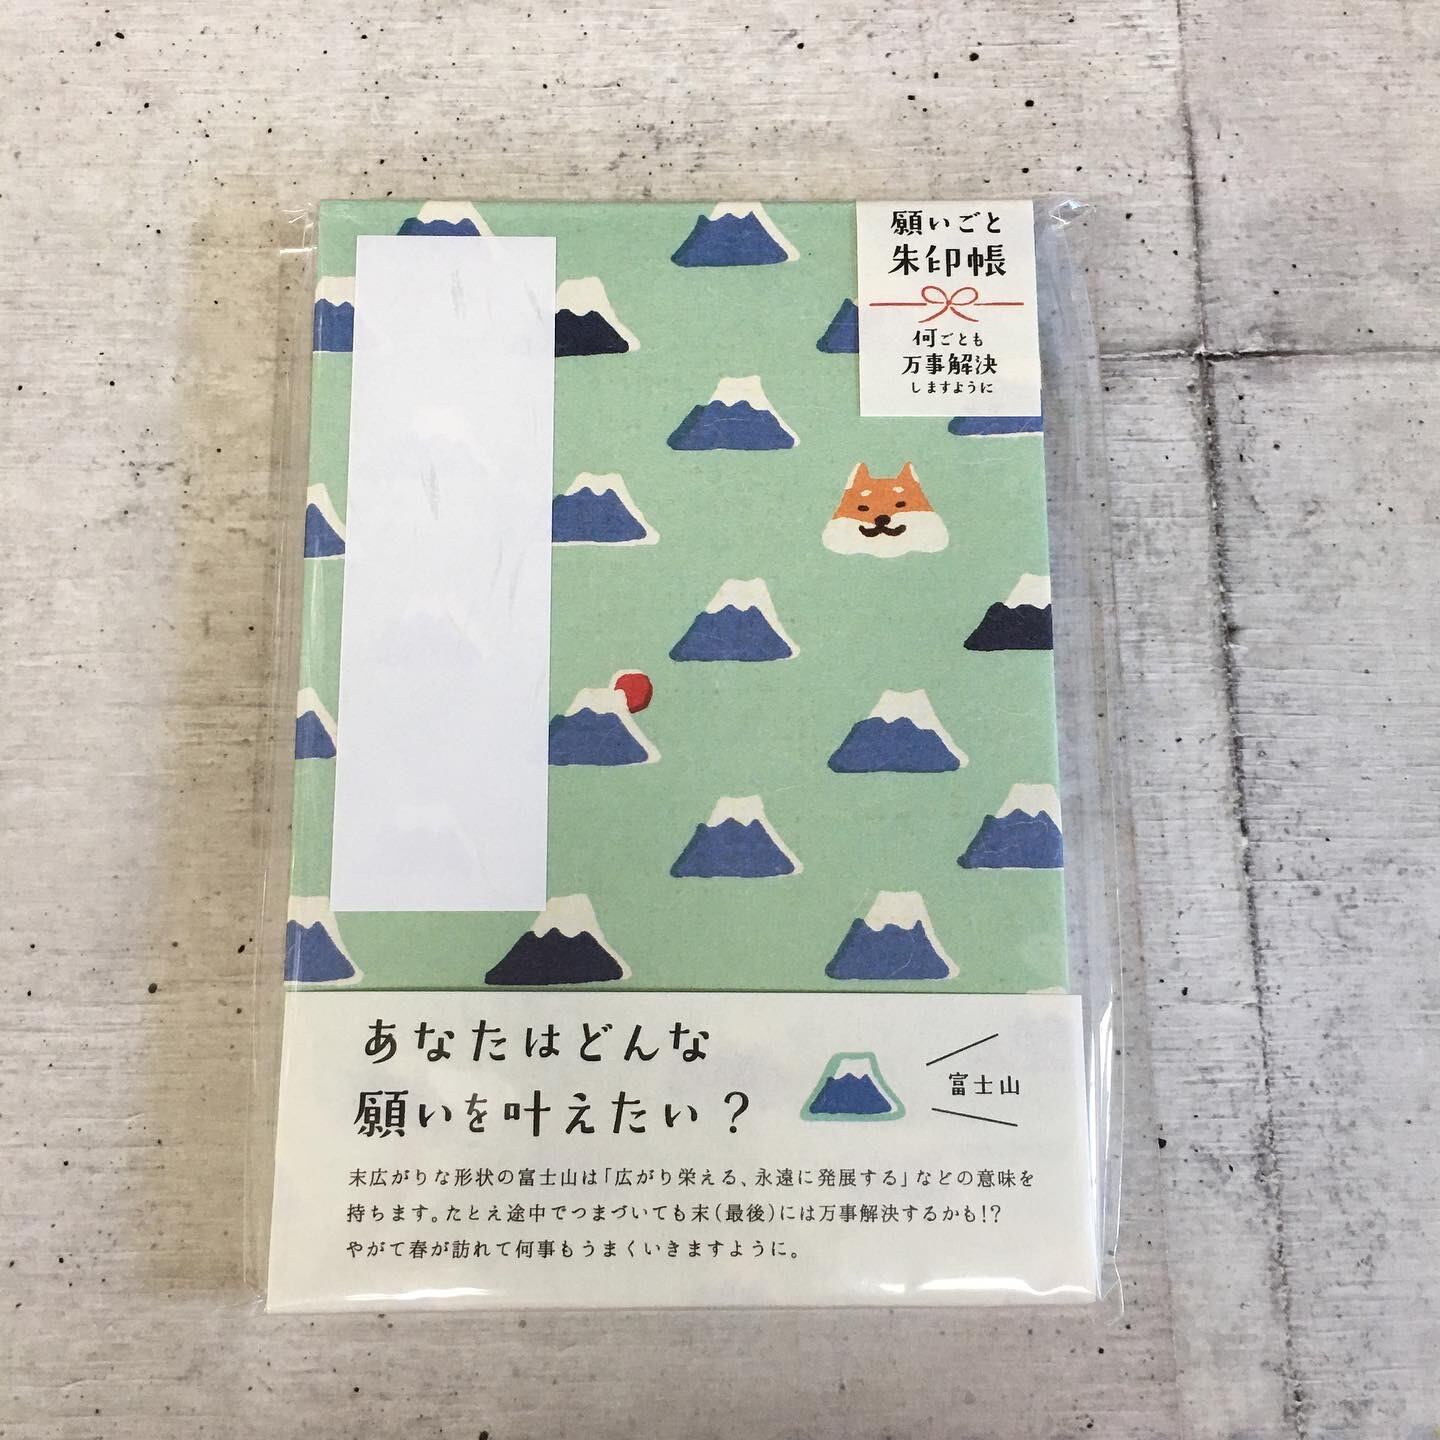 願いごと
朱印帳
何ごとも
万事解決
しますように
あなたはどんな
願いを叶えたい？
富士山
末広がりな形状の富士山は「広がり栄える、永遠に発展する」などの意味を
持ちます。たとえ途中でつまづいても末(最後)には万事解決するかも!?
やがて春が訪れて何事もうまくいきますように。